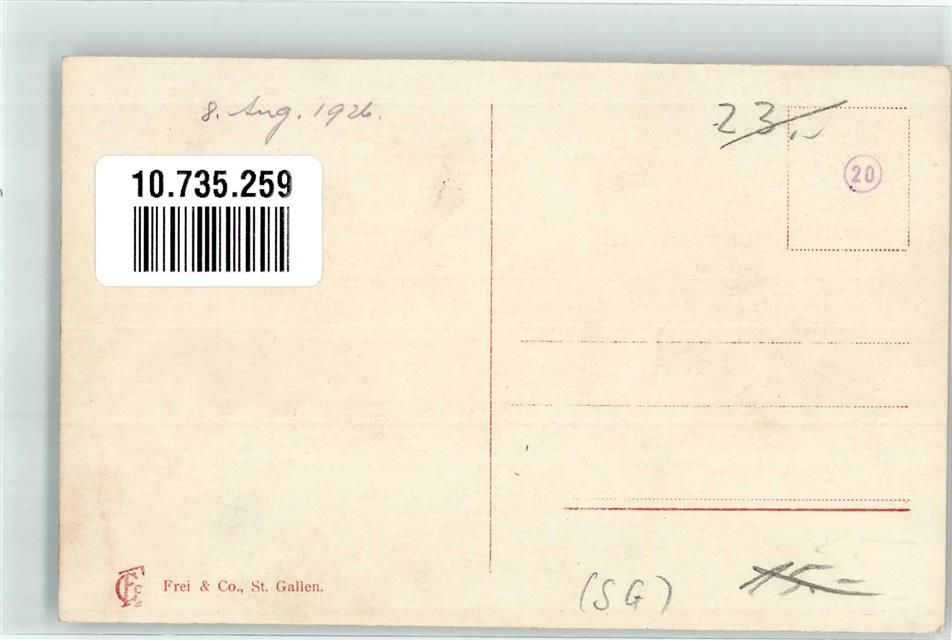 8. Aug. 1926.
10.735.259
23.-
20
Frei & Co., St. Gallen.
(SG)
15.-